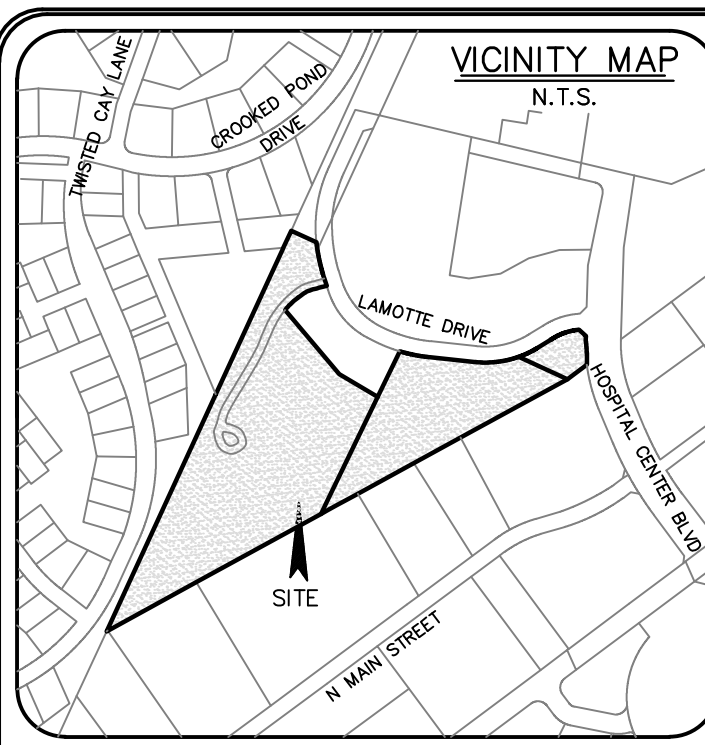 VICINITY MAP
N.T.S.
TWISTED CAY LANE
CROOKED POND
DRIVE
LAMOTTE DRIVE
HOSPITAL CENTER BLVD
SITE
N MAIN STREET